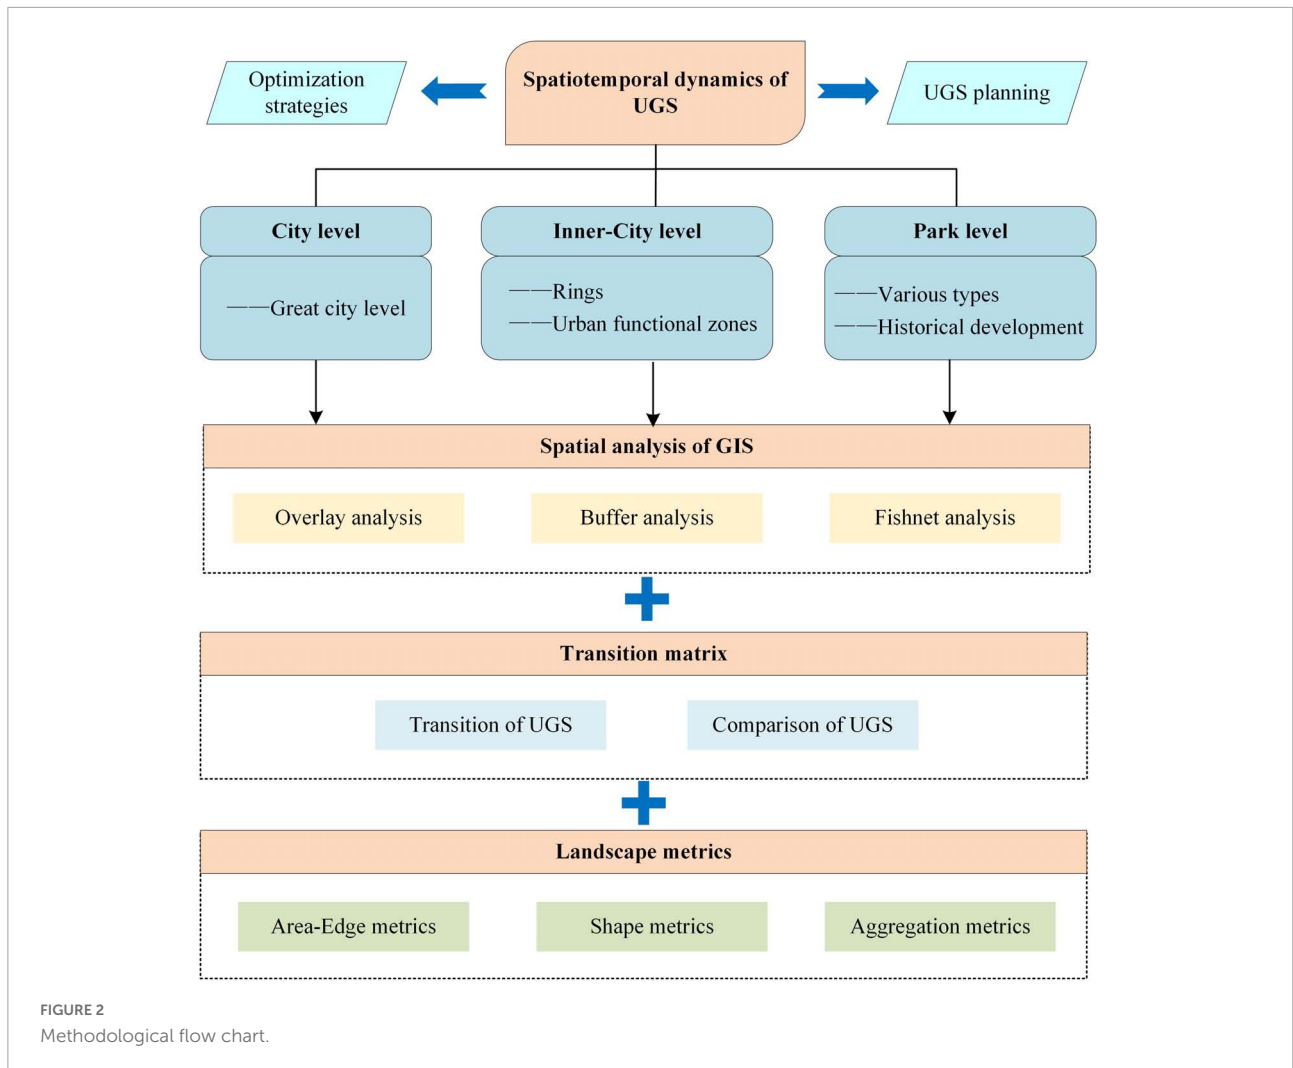 Optimization
strategies
Spatiotemporal dynamics of
UGS
UGS planning
City level
——Great city level
Inner-City level
——Rings
——Urban functional zones
Park level
——Various types
——Historical development
Spatial analysis of GIS
Overlay analysis
Buffer analysis
Fishnet analysis
Transition matrix
Transition of UGS
Comparison of UGS
Landscape metrics
Area-Edge metrics
Shape metrics
Aggregation metrics
FIGURE 2
Methodological flow chart.